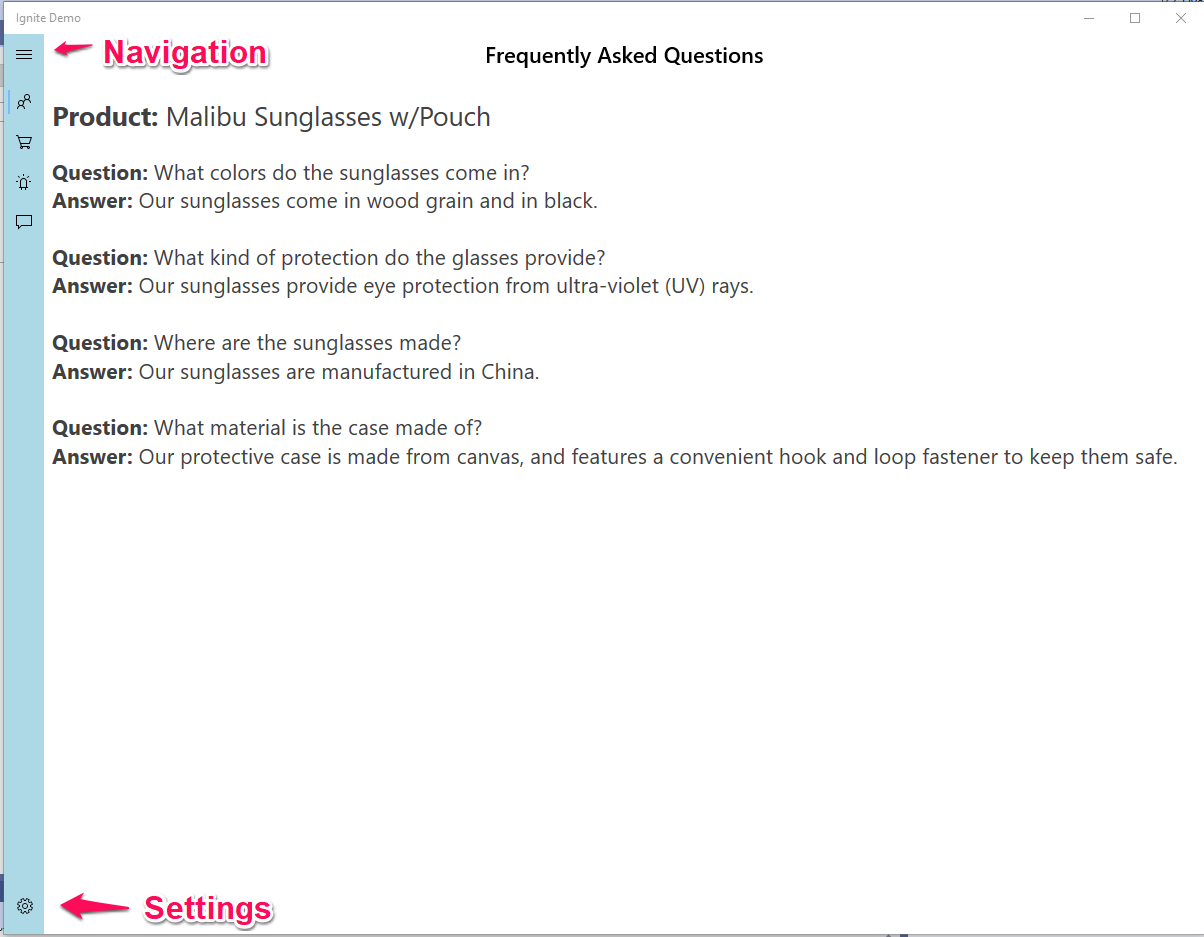 Ignite Demo
Navigation
Frequently Asked Questions
Product: Malibu Sunglasses w/Pouch
Question: What colors do the sunglasses come in?
Answer: Our sunglasses come in wood grain and in black.
Question: What kind of protection do the glasses provide?
Answer: Our sunglasses provide eye protection from ultra-violet (UV) rays.
Question: Where are the sunglasses made?
Answer: Our sunglasses are manufactured in China.
Question: What material is the case made of?
Answer: Our protective case is made from canvas, and features a convenient hook and loop fastener to keep them safe.
Settings